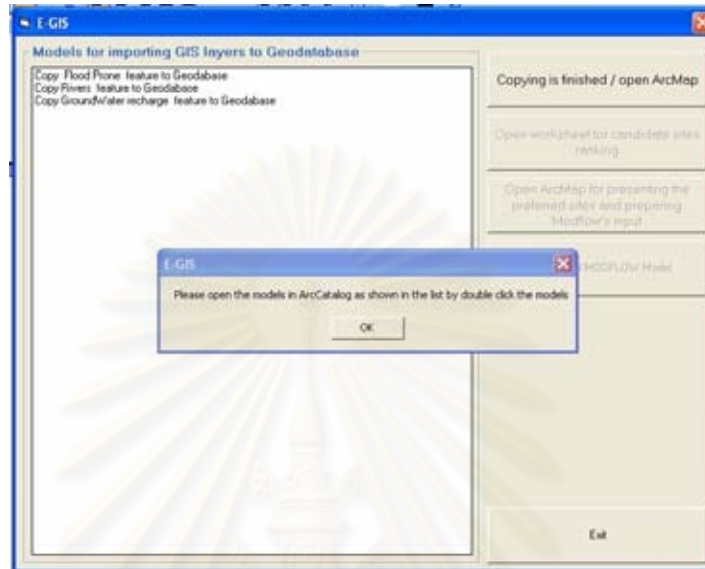 E-GIS
Models for importing GIS layers to Geodatabase
Copy Flood Prone feature to Geodabase
Copy Rivers feature to Geodabase
Copy GroundWater recharge feature to Geodabase
Copying is finished / open ArcMap
Open worksheet for candidate sites
ranking
Open ArcMap for presenting the
preferred sites and preparing
Modflow's input
E-GIS
MODFLOW Model
Please open the models in ArcCatalog as shown in the list by double click the models
OK
Exit